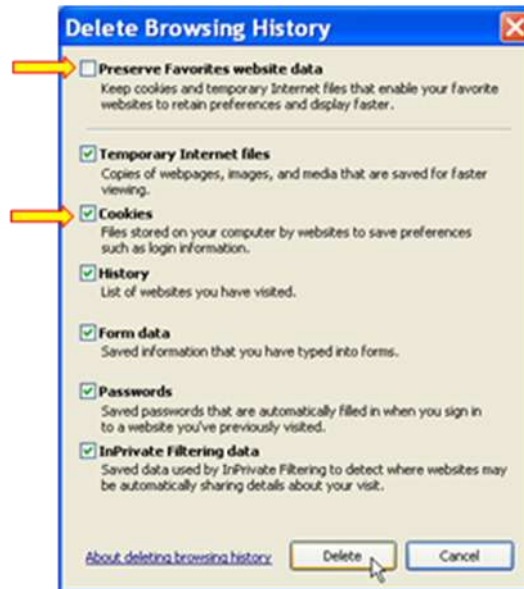 Delete Browsing History
Preserve Favorites website data
Keep cookies and temporary Internet files that enable your favorite
websites to retain preferences and display faster.
Temporary Internet files
Copies of webpages, images, and media that are saved for faster
viewing.
Cookies
Files stored on your computer by websites to save preferences
such as login information.
History
List of websites you have visited.
Form data
Saved information that you have typed into forms.
Passwords
Saved passwords that are automatically filled in when you sign in
to a website you've previously visited.
InPrivate Filtering data
Saved data used by InPrivate Filtering to detect where websites may
be automatically sharing details about your visit.
About deleting browsing history
Delete
Cancel